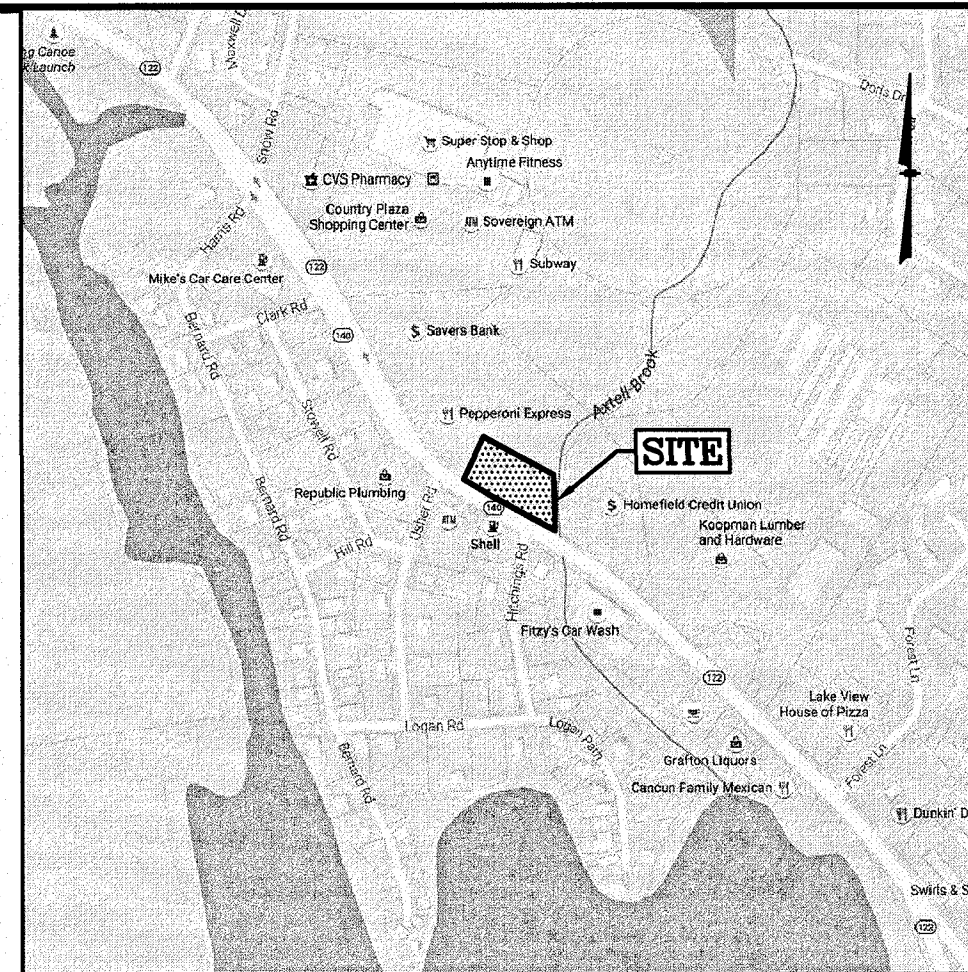 Maxwell D
g Canoe
k Launch
122
Doris Dr
Snow Rd
Super Stop & Shop
Anytime Fitness
CVS Pharmacy
Country Plaza
Shopping Center
Sovereign ATM
Harris Rd
Subway
Mike's Car Care Center
122
Clark Rd
Bernard Rd
140
Savers Bank
Axtell Brook
Stowell Rd
Pepperoni Express
SITE
Republic Plumbing
Bernard Rd
Usher Rd
140
Homefield Credit Union
ATM
Shell
Koopman Lumber
and Hardware
Hill Rd
Hitchings Rd
Fitzy's Car Wash
Forest Ln
122
Lake View
House of Pizza
Logan Rd
Logan Path
Bernard Rd
Grafton Liquors
Forest Ln
Cancun Family Mexican
Dunkin' D
Swirls & S
122